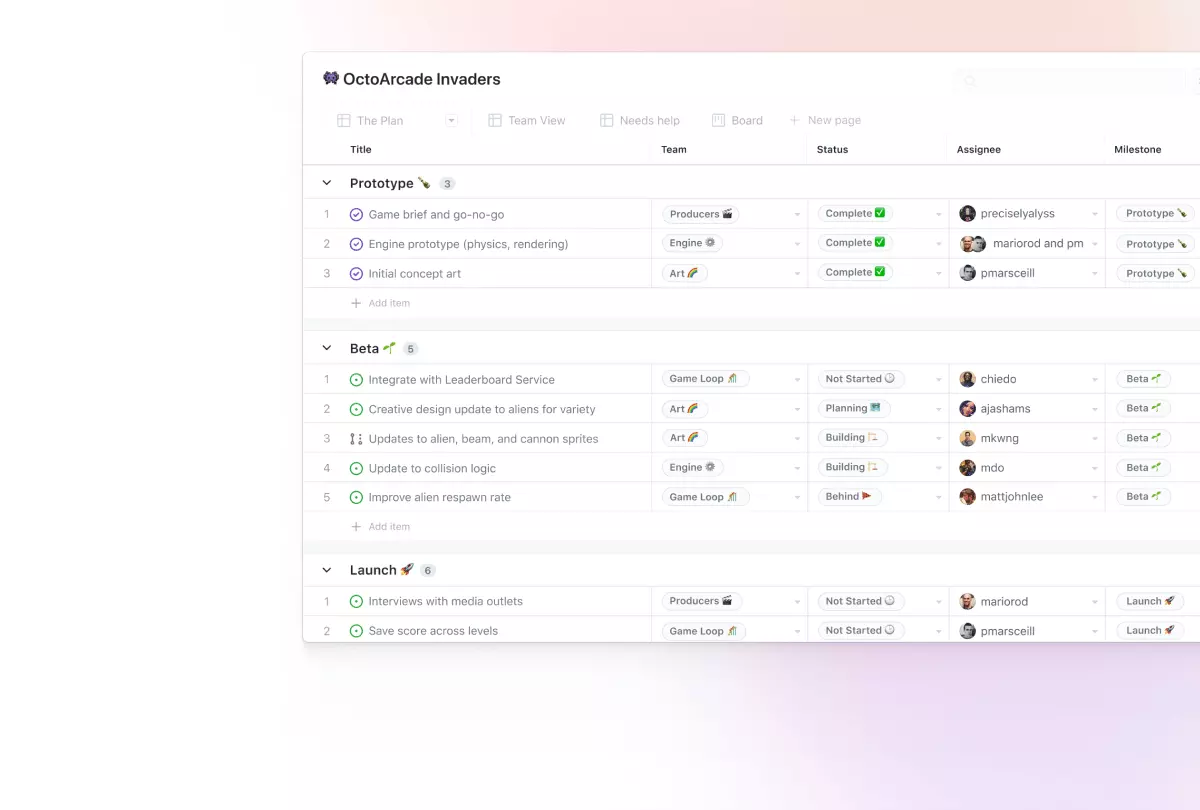 OctoArcade Invaders
The Plan Team View Needs help Board New page
Title Team Status Assignee Milestone
Prototype 3
1 Game brief and go-no-go Producers Complete preciselyalyss Prototype
2 Engine prototype (physics, rendering) Engine Complete mariorod and pm Prototype
3 Initial concept art Art Complete pmarsceill Prototype
Add item
Beta 5
1 Integrate with Leaderboard Service Game Loop Not Started chiedo Beta
2 Creative design update to aliens for variety Art Planning ajashams Beta
3 Updates to alien, beam, and cannon sprites Art Building mkwng Beta
4 Update to collision logic Engine Building mdo Beta
5 Improve alien respawn rate Game Loop Behind mattjohnlee Beta
Add item
Launch 6
1 Interviews with media outlets Producers Not Started mariorod Launch
2 Save score across levels Game Loop Not Started pmarsceill Launch